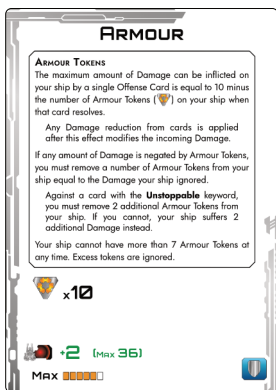 ARMOUR
ARMOUR TOKENS
The maximum amount of Damage can be inflicted on
your ship by a single Offense Card is equal to 10 minus
the number of Armour Tokens ( ) on your ship when
that card resolves.
Any Damage reduction from cards is applied
after this effect modifies the incoming Damage.
If any amount of Damage is negated by Armour Tokens,
you must remove a number of Armour Tokens from your
ship equal to the Damage your ship ignored.
Against a card with the Unstoppable keyword,
you must remove 2 additional Armour Tokens from
your ship. If you cannot, your ship suffers 2
additional Damage instead.
Your ship cannot have more than 7 Armour Tokens at
any time. Excess tokens are ignored.
x10
+2 (MAX 36)
MAX